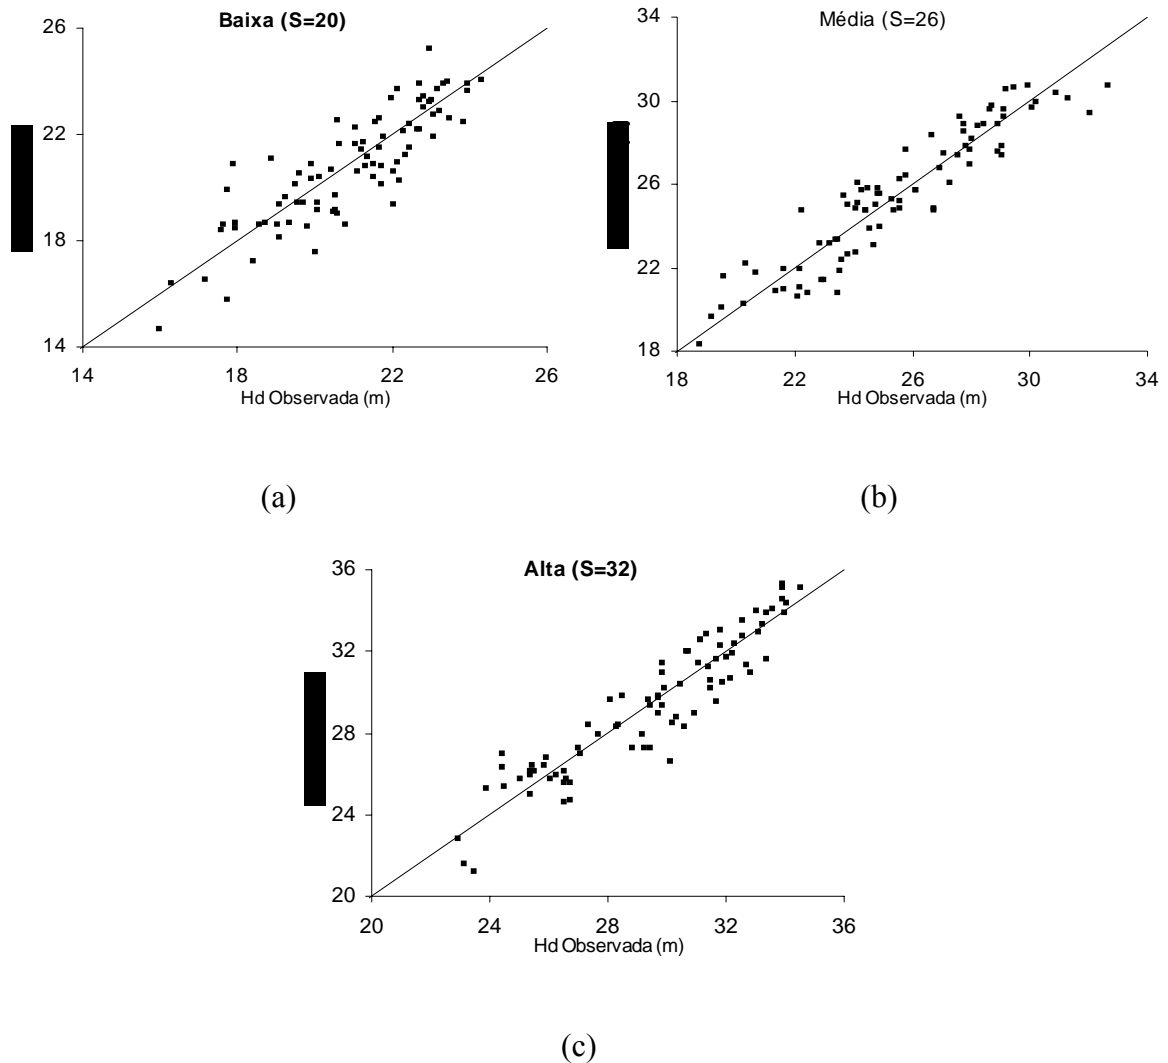 Baixa (S=20)
26
22
18
14
14 18 22 26
Hd Observada (m)
(a)
Média (S=26)
34
30
26
22
18
18 22 26 30 34
Hd Observada (m)
(b)
Alta (S=32)
36
32
28
24
20
20 24 28 32 36
Hd Observada (m)
(c)